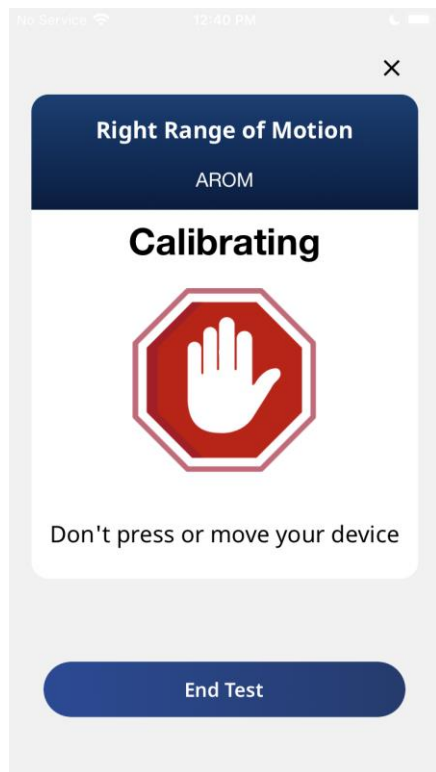 No Service 12:40 PM
×
Right Range of Motion
AROM
Calibrating
Don't press or move your device
End Test